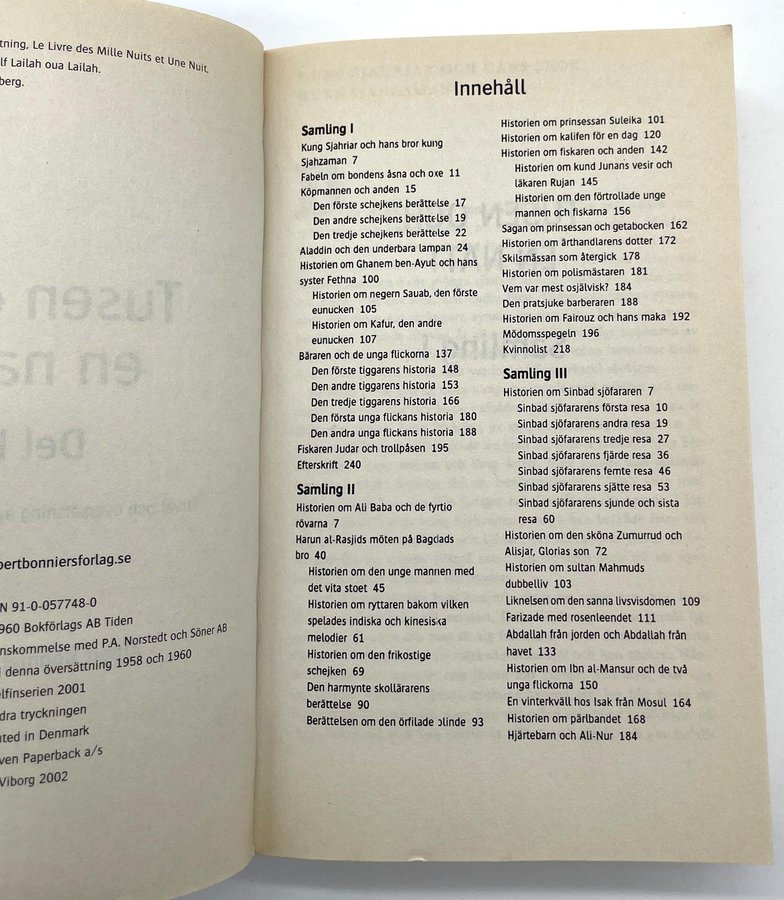 tning, Le Livre des Mille Nuits et Une Nuit,
lf Lailah oua Lailah.
berg.
Tusen
en na
Del
pertbonniersforlag.se
N 91-0-057748-0
960 Bokförlags AB Tiden
enskommelse med P.A. Norstedt och Söner AB
i denna översättning 1958 och 1960
elfinserien 2001
dra tryckningen
nted in Denmark
ven Paperback a/s
Viborg 2002
Innehåll
Samling I
Kung Sjahriar och hans bror kung
Sjahzaman 7
Fabeln om bondens åsna och oxe 11
Köpmannen och anden 15
Den förste schejkens berättelse 17
Den andre schejkens berättelse 19
Den tredje schejkens berättelse 22
Aladdin och den underbara lampan 24
Historien om Ghanem ben-Ayub och hans
syster Fethna 100
Historien om negern Sauab, den förste
eunucken 105
Historien om Kafur, den andre
eunucken 107
Båraren och de unga flickorna 137
Den förste tiggarens historia 148
Den andre tiggarens historia 153
Den tredje tiggarens historia 166
Den första unga flickans historia 180
Den andra unga flickans historia 188
Fiskaren Judar och trollpåsen 195
Efterskrift 240
Samling II
Historien om Ali Baba och de fyrtio
rövarna 7
Harun al-Rasjids möten på Bagdads
bro 40
Historien om den unge mannen med
det vita stoet 45
Historien om ryttaren bakom vilken
spelades indiska och kinesiska
melodier 61
Historien om den frikostige
schejken 69
Den harmynte skollärarens
berättelse 90
Berättelsen om den örfilade blinde 93
Historien om prinsessan Suleika 101
Historien om kalifen för en dag 120
Historien om fiskaren och anden 142
Historien om kund Junans vesir och
läkaren Rujan 145
Historien om den förtrollade unge
mannen och fiskarna 156
Sagan om prinsessan och getabocken 162
Historien om ärthandlarens dotter 172
Skilsmässan som återgick 178
Historien om polismästaren 181
Vem var mest osjälvisk? 184
Den pratsjuke barberaren 188
Historien om Fairouz och hans maka 192
Mödomsspegeln 196
Kvinnolist 218
Samling III
Historien om Sinbad sjöfararen 7
Sinbad sjöfararens första resa 10
Sinbad sjöfararens andra resa 19
Sinbad sjöfararens tredje resa 27
Sinbad sjöfararens fjärde resa 36
Sinbad sjöfararens femte resa 46
Sinbad sjöfararens sjätte resa 53
Sinbad sjöfararens sjunde och sista
resa 60
Historien om den sköna Zumurrud och
Alisjar, Glorias son 72
Historien om sultan Mahmuds
dubbelliv 103
Liknelsen om den sanna livsvisdomen 109
Farizade med rosenleendet 111
Abdallah från jorden och Abdallah från
havet 133
Historien om Ibn al-Mansur och de två
unga flickorna 150
En vinterkväll hos Isak från Mosul 164
Historien om pärlbandet 168
Hjärtebarn och Ali-Nur 184